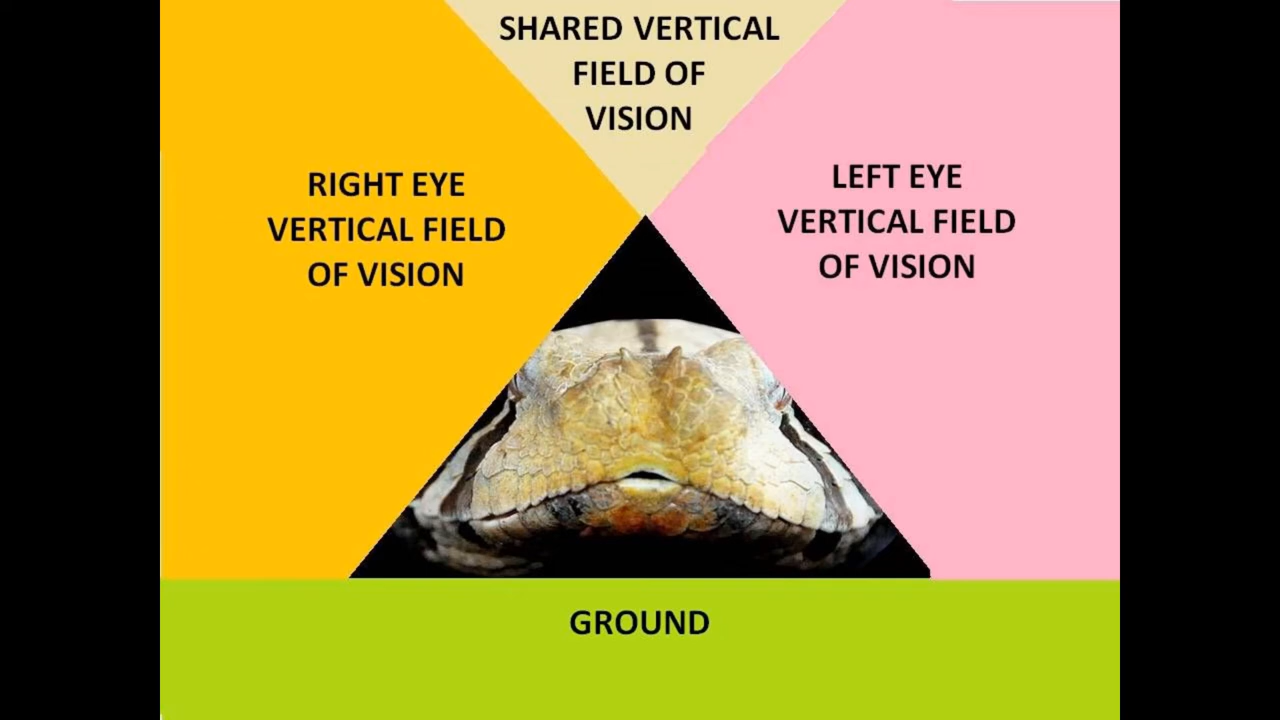 SHARED VERTICAL
FIELD OF
VISION
RIGHT EYE
VERTICAL FIELD
OF VISION
LEFT EYE
VERTICAL FIELD
OF VISION
GROUND